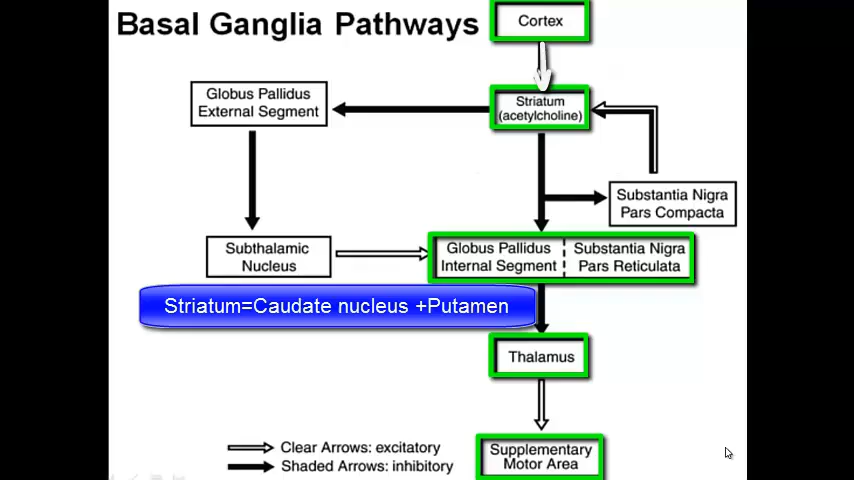 Basal Ganglia Pathways
Cortex
Globus Pallidus
External Segment
Striatum
(acetylcholine)
Substantia Nigra
Pars Compacta
Subthalamic
Nucleus
Globus Pallidus
Internal Segment
Substantia Nigra
Pars Reticulata
Striatum=Caudate nucleus +Putamen
Thalamus
Clear Arrows: excitatory
Shaded Arrows: inhibitory
Supplementary
Motor Area